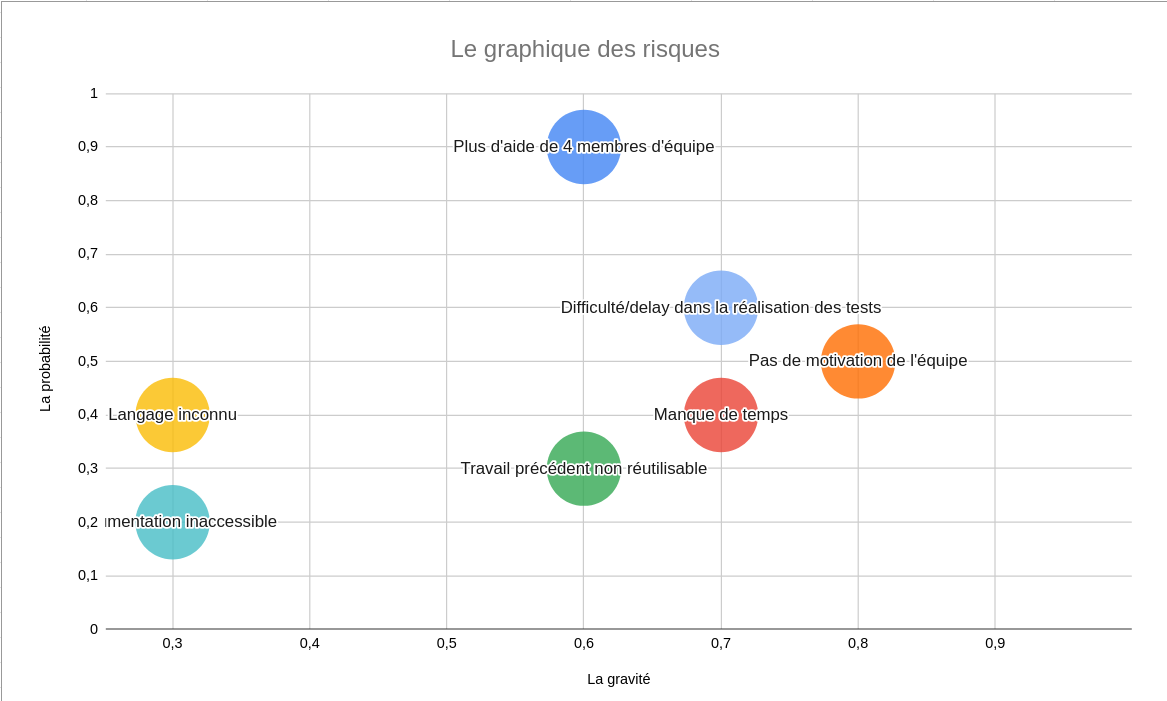 Le graphique des risques
1
0,9
Plus d'aide de 4 membres d'équipe
0,8
0,7
0,6
Difficulté/delay dans la réalisation des tests
La probabilité
0,5
Pas de motivation de l'équipe
0,4
Langage inconnu
Manque de temps
0,3
Travail précédent non réutilisable
0,2
mentation inaccessible
0,1
0
0,3 0,4 0,5 0,6 0,7 0,8 0,9
La gravité